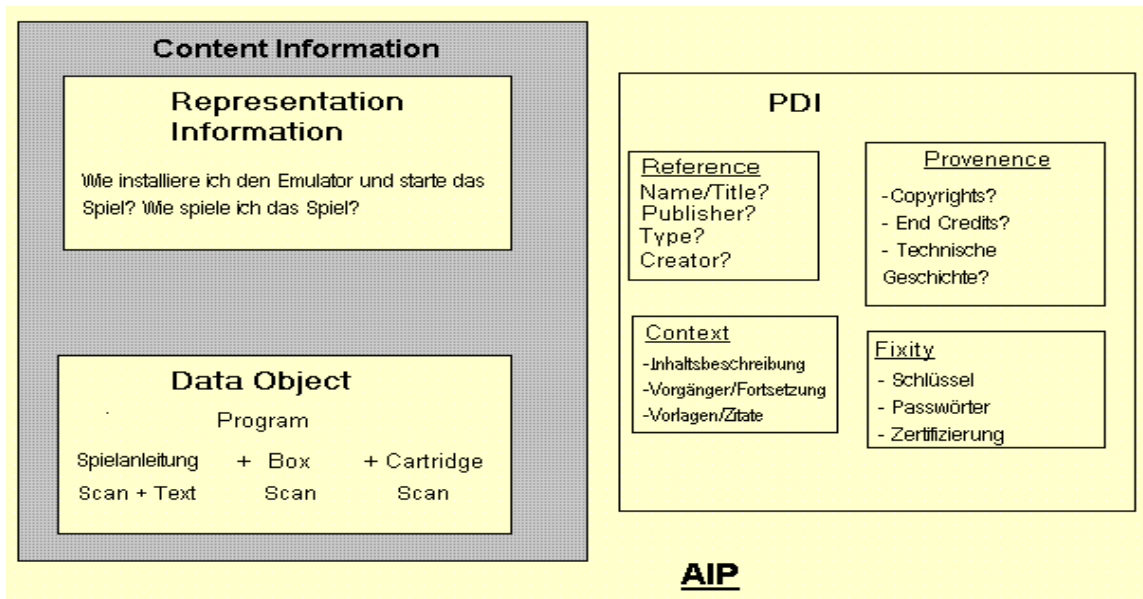 Content Information
Representation
Information
Wie installiere ich den Emulator und starte das
Spiel? Wie spiele ich das Spiel?
Data Object
Program
Spielanleitung + Box + Cartridge
Scan + Text Scan Scan
PDI
Reference
Name/Title?
Publisher?
Type?
Creator?
Provenence
-Copyrights?
- End Credits?
- Technische
Geschichte?
Context
-Inhaltsbeschreibung
-Vorgänger/Fortsetzung
-Vorlagen/Zitate
Fixity
- Schlüssel
- Passwörter
- Zertifizierung
AIP